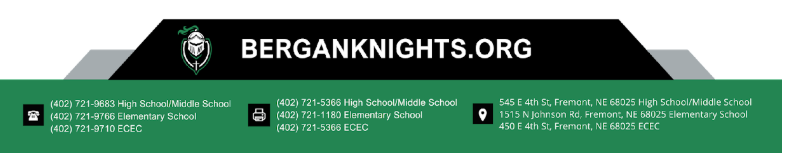 BERGANKNIGHTS.ORG
(402) 721-9683 High School/Middle School
(402) 721-9766 Elementary School
(402) 721-9710 ECEC
(402) 721-5366 High School/Middle School
(402) 721-1180 Elementary School
(402) 721-5366 ECEC
545 E 4th St, Fremont, NE 68025 High School/Middle School
1515 N Johnson Rd, Fremont, NE 68025 Elementary School
450 E 4th St, Fremont, NE 68025 ECEC